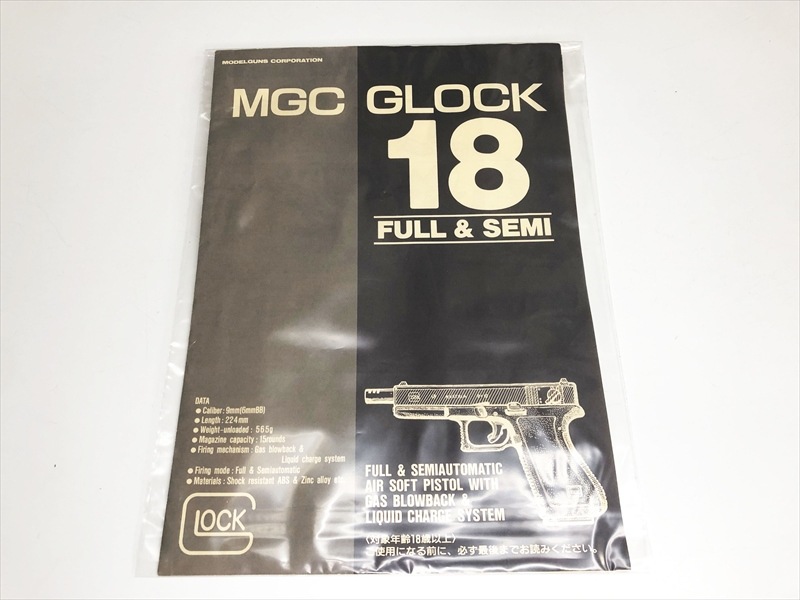 MODELGUNS CORPORATION
MGC GLOCK
18
FULL & SEMI
DATA
● Caliber : 9mm(6mmBB)
● Length : 224mm
● Weight-unloaded : 565g
● Magazine capacity : 15rounds
● Firing mechanism : Gas blowback &
Liquid charge system
● Firing mode : Full & Semiautomatic
● Materials : Shock resistant ABS & Zinc alloy etc.
GLOCK
FULL & SEMIAUTOMATIC
AIR SOFT PISTOL WITH
GAS BLOWBACK &
LIQUID CHARGE SYSTEM
〈対象年齢18歳以上〉
ご使用になる前に、必ず最後までお読みください。